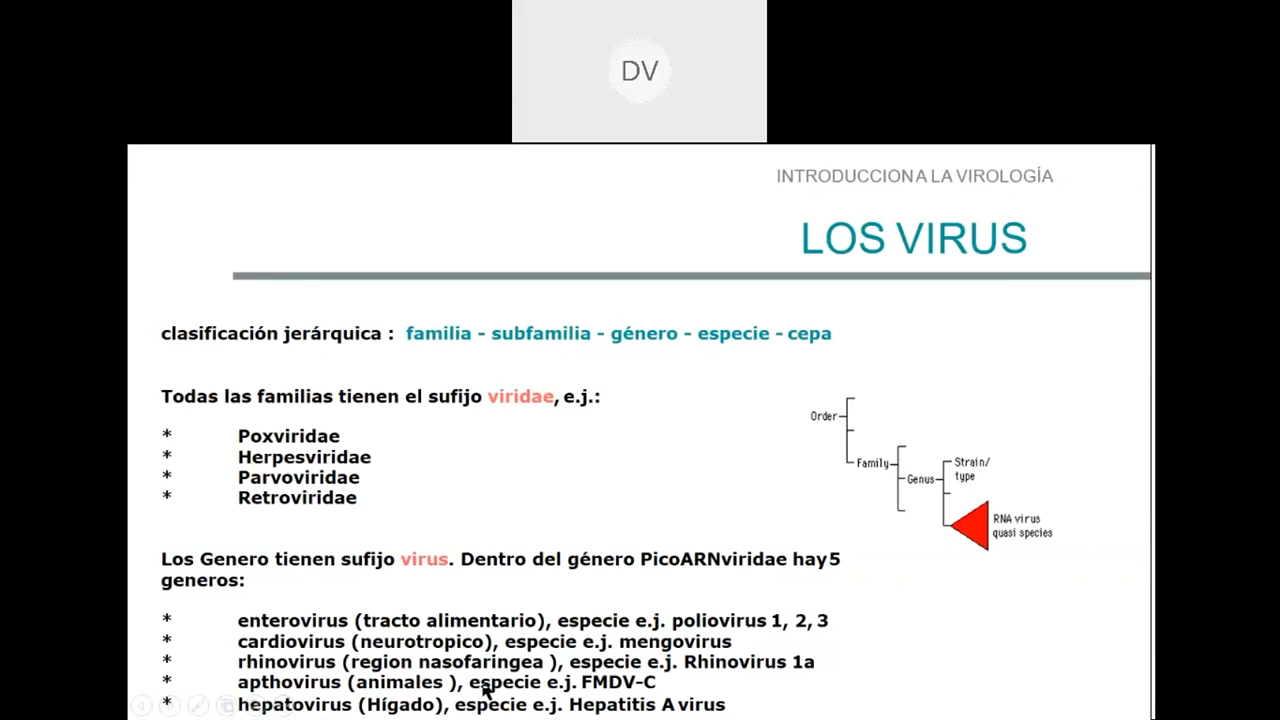 DV
INTRODUCCION A LA VIROLOGÍA
LOS VIRUS
clasificación jerárquica : familia - subfamilia - género - especie - cepa
Todas las familias tienen el sufijo viridae, e.j.:
* Poxviridae
* Herpesviridae
* Parvoviridae
* Retroviridae
Order
Family
Genus
Strain/
type
RNA virus
quasi species
Los Genero tienen sufijo virus. Dentro del género PicoARNviridae hay 5
generos:
* enterovirus (tracto alimentario), especie e.j. poliovirus 1, 2, 3
* cardiovirus (neurotropico), especie e.j. mengovirus
* rhinovirus (region nasofaringea ), especie e.j. Rhinovirus 1a
* apthovirus (animales ), especie e.j. FMDV-C
* hepatovirus (Hígado), especie e.j. Hepatitis A virus